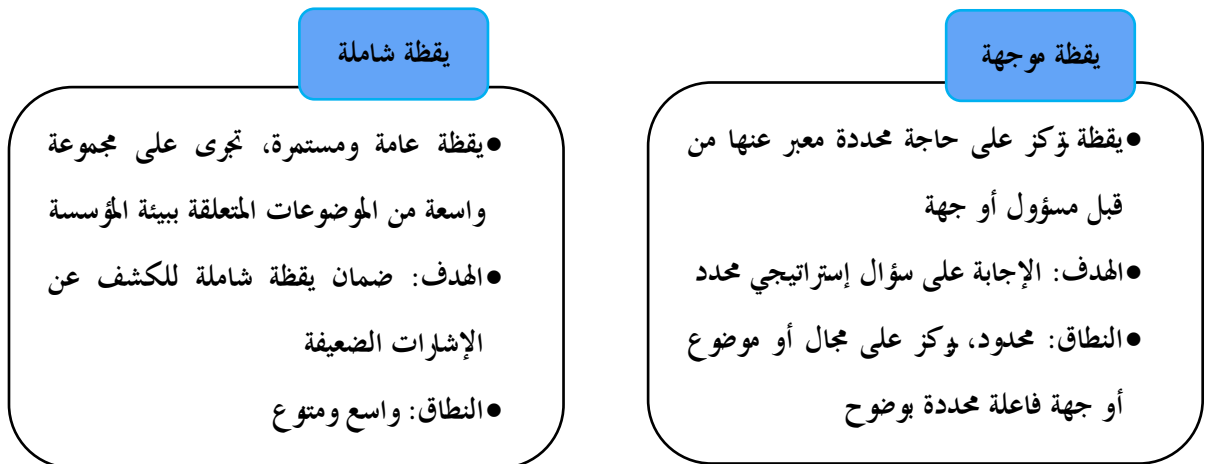 يقظة موجهة
●يقظة تركز على حاجة محددة معبر عنها من
قبل مسؤول أو جهة
●الهدف: الإجابة على سؤال إستراتيجي محدد
●النطاق: محدود، يركز على مجال أو موضوع
أو جهة فاعلة محددة بوضوح
يقظة شاملة
●يقظة عامة ومستمرة، تجرى على مجموعة
واسعة من الموضوعات المتعلقة ببيئة المؤسسة
●الهدف: ضمان يقظة شاملة للكشف عن
الإشارات الضعيفة
●النطاق: واسع ومتنوع